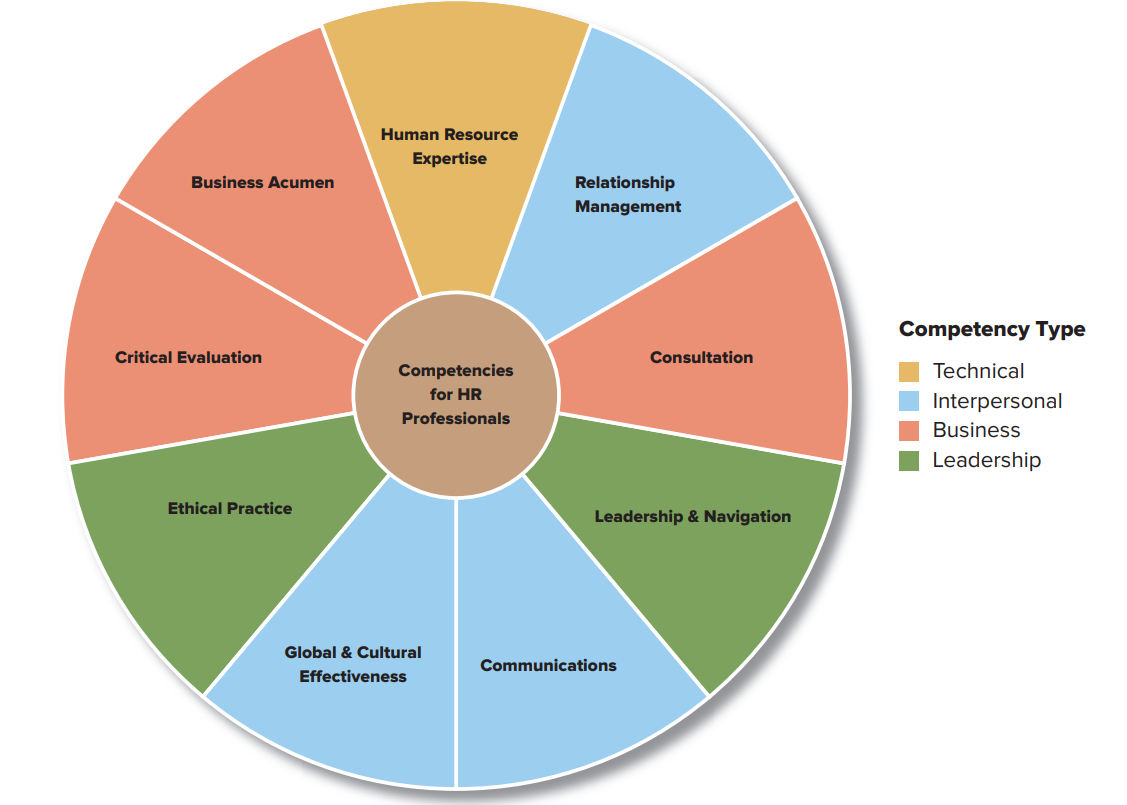 Human Resource
Expertise
Relationship
Management
Consultation
Leadership & Navigation
Communications
Global & Cultural
Effectiveness
Ethical Practice
Critical Evaluation
Business Acumen
Competencies
for HR
Professionals
Competency Type
Technical
Interpersonal
Business
Leadership